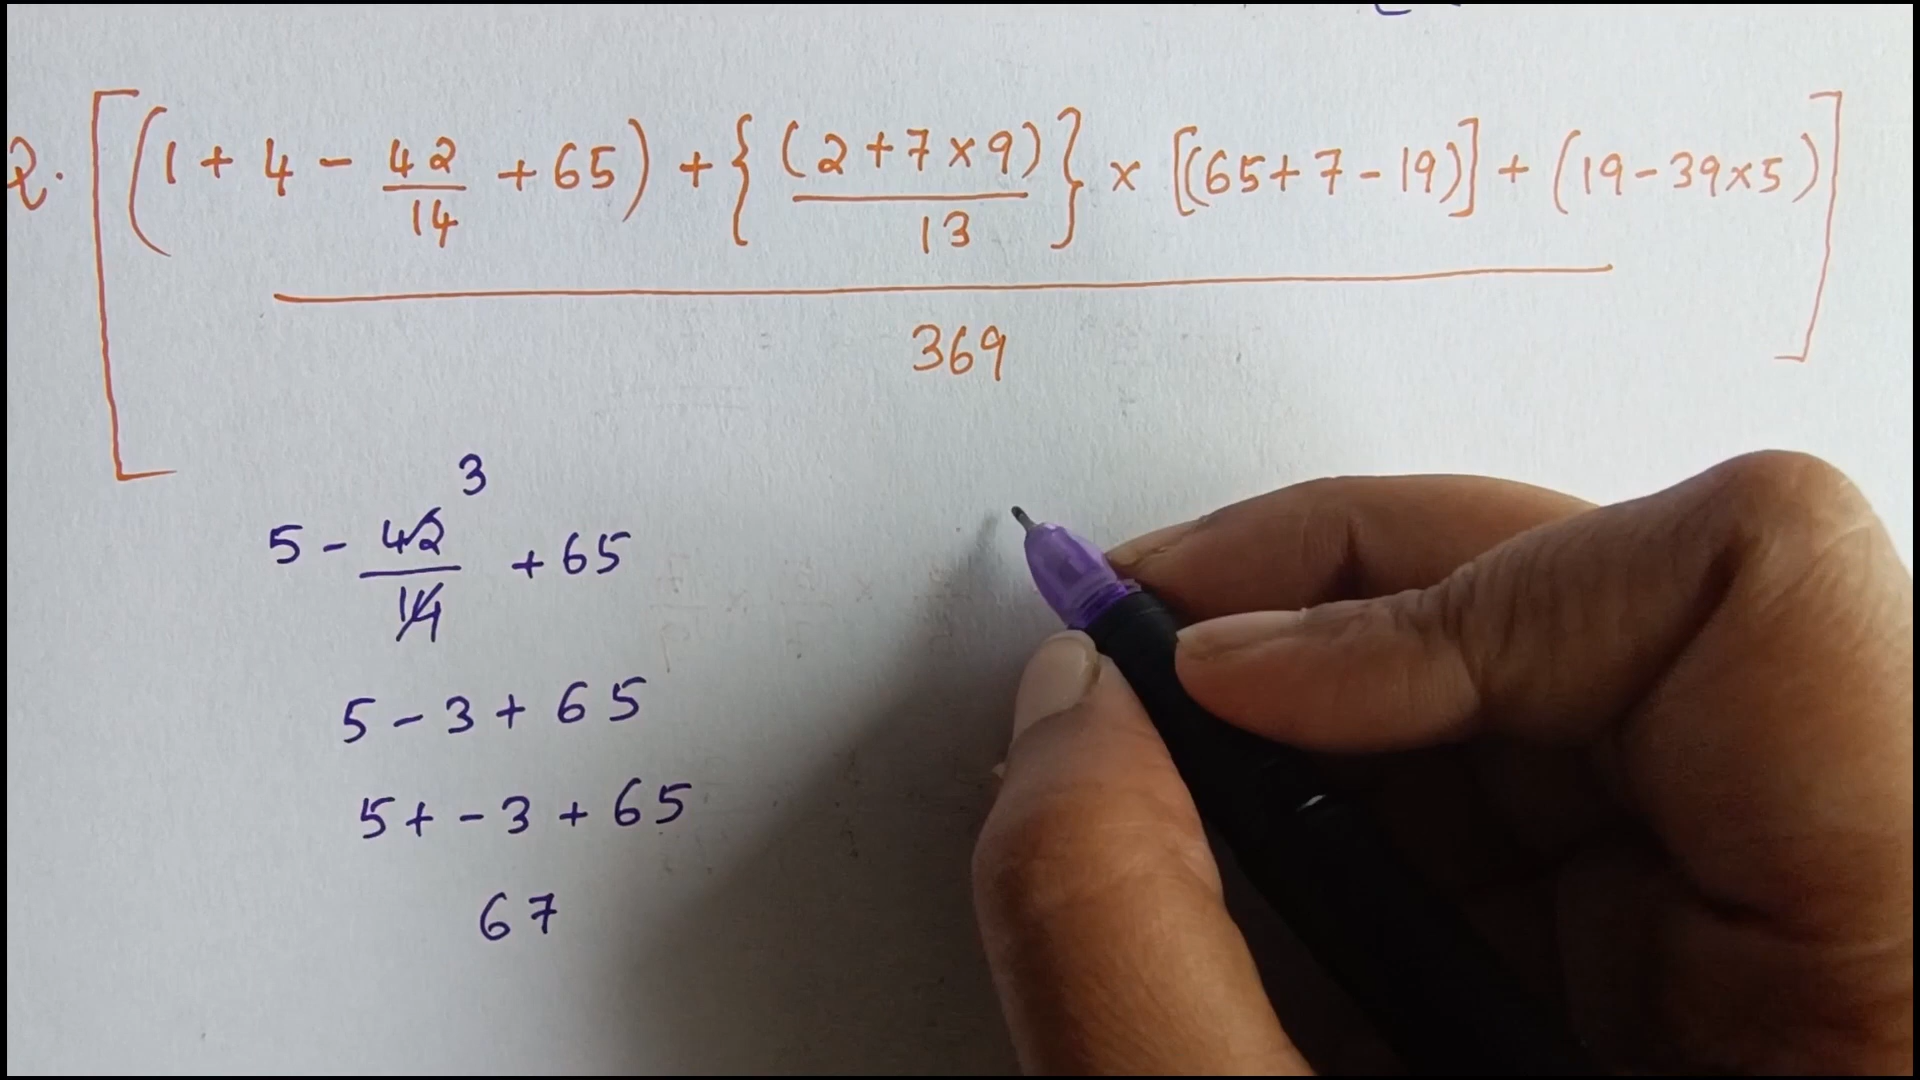 2. [ (1 + 4 - 42/14 + 65) + { (2 + 7 × 9)/13 } × [(65 + 7 - 19)] + (19 - 39 × 5) ]
369
3
5 - 42/14 + 65
5 - 3 + 65
5 + - 3 + 65
67